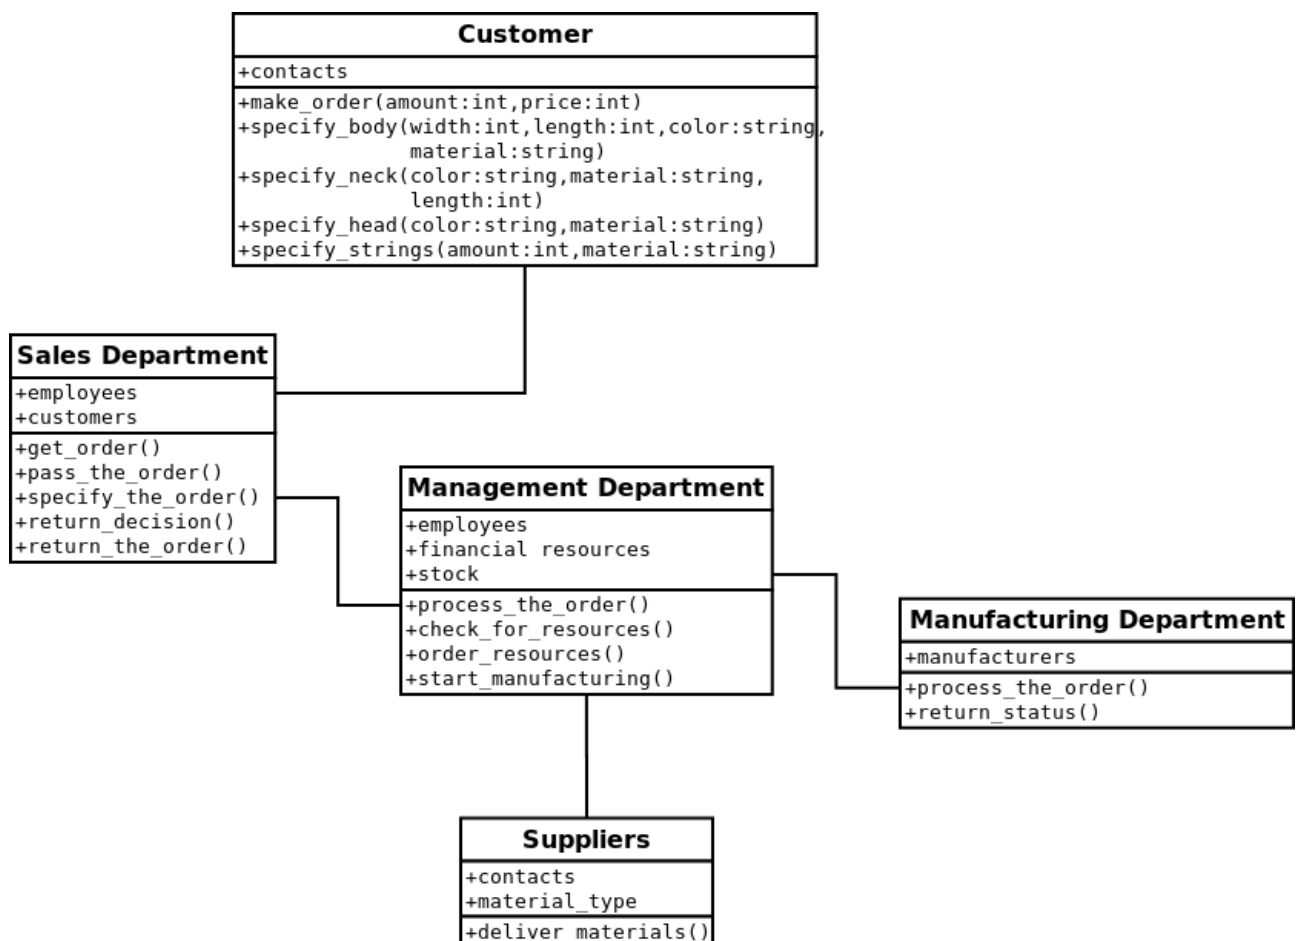 Customer
+contacts
+make_order(amount:int,price:int)
+specify_body(width:int,length:int,color:string,
material:string)
+specify_neck(color:string,material:string,
length:int)
+specify_head(color:string,material:string)
+specify_strings(amount:int,material:string)
Sales Department
+employees
+customers
+get_order()
+pass_the_order()
+specify_the_order()
+return_decision()
+return_the_order()
Management Department
+employees
+financial resources
+stock
+process_the_order()
+check_for_resources()
+order_resources()
+start_manufacturing()
Manufacturing Department
+manufacturers
+process_the_order()
+return_status()
Suppliers
+contacts
+material_type
+deliver_materials()